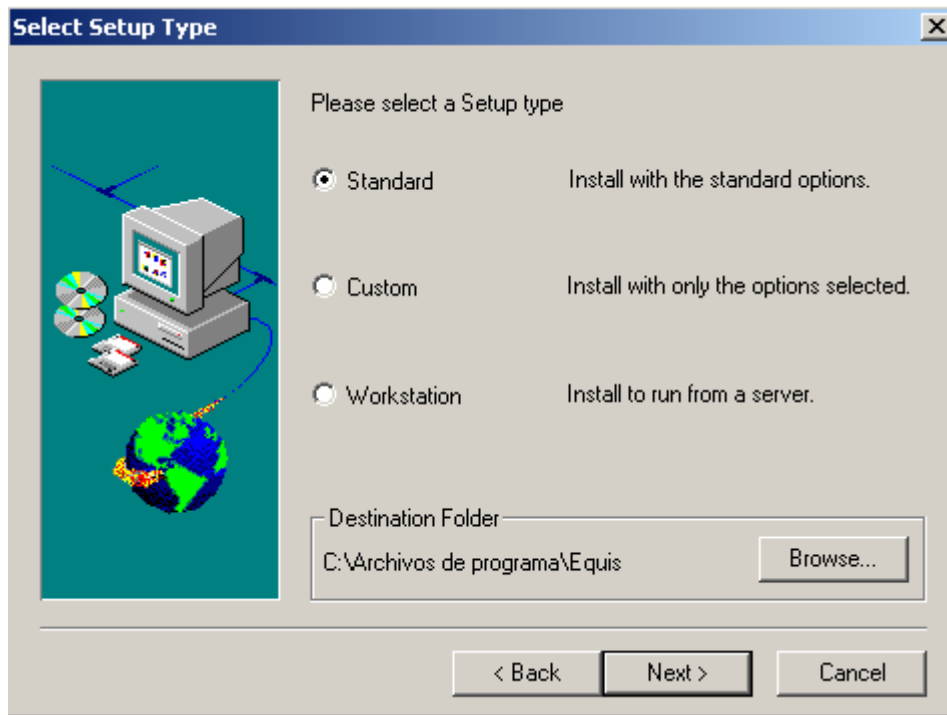 Select Setup Type
Please select a Setup type
Standard Install with the standard options.
Custom Install with only the options selected.
Workstation Install to run from a server.
Destination Folder
C:\Archivos de programa\Equis Browse...
< Back Next > Cancel